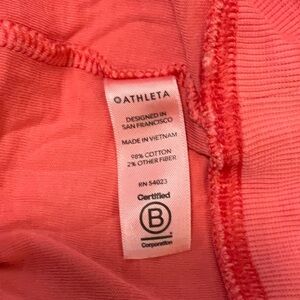 ATHLETA
DESIGNED IN
SAN FRANCISCO
MADE IN VIETNAM
98% COTTON
2% OTHER FIBER
RN 54023
Certified
B
Corporation